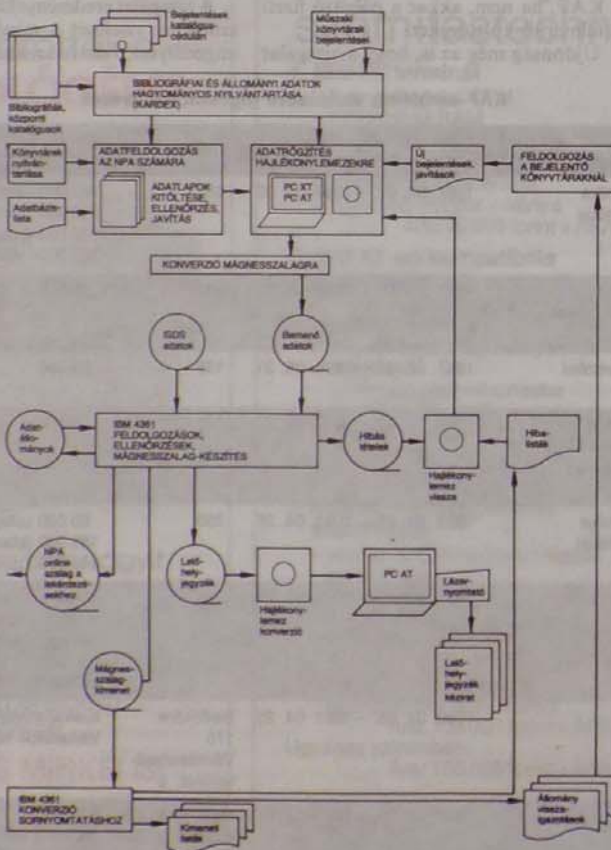 Bejelentések
katalógus-
cédulán
Műszaki
könyvtárak
bejelentései
Bibliográfiák,
központi
katalógusok
BIBLIOGRÁFIAI ÉS ÁLLOMÁNYI ADATOK
HAGYOMÁNYOS NYILVÁNTARTÁSA
(KARDEX)
Könyvtárak
nyilván-
tartása
Adatbázis-
lista
ADATFELDOLGOZÁS
AZ NPA SZÁMÁRA
ADATLAPOK
KITÖLTÉSE,
ELLENŐRZÉS,
JAVÍTÁS
ADATRÖGZÍTÉS
HAJLÉKONYLEMEZEKRE
PC XT
PC AT
Új
bejelentések,
javítások
FELDOLGOZÁS
A BEJELENTŐ
KÖNYVTÁRAKNÁL
KONVERZIÓ MÁGNESSZALAGRA
ISDS
adatok
Bemenő
adatok
Adat-
állo-
mányok
IBM 4361
FELDOLGOZÁSOK,
ELLENŐRZÉSEK,
MÁGNESSZALAG-KÉSZÍTÉS
Hibás
tételek
Hajlékony-
lemez
vissza
Hiba-
listák
NPA
online
szalag a
lekérdezé-
sekhez
Lelő-
hely-
jegyzék
Hajlékony-
lemez
konverzió
PC AT
Lézer-
nyomtató
Lelő-
hely-
jegyzék
kézirat
Mágnes-
szalag-
kimenet
IBM 4361
KONVERZIÓ
SORNYOMTATÁSHOZ
Kimeneti
listák
Állomány
vissza-
igazolások